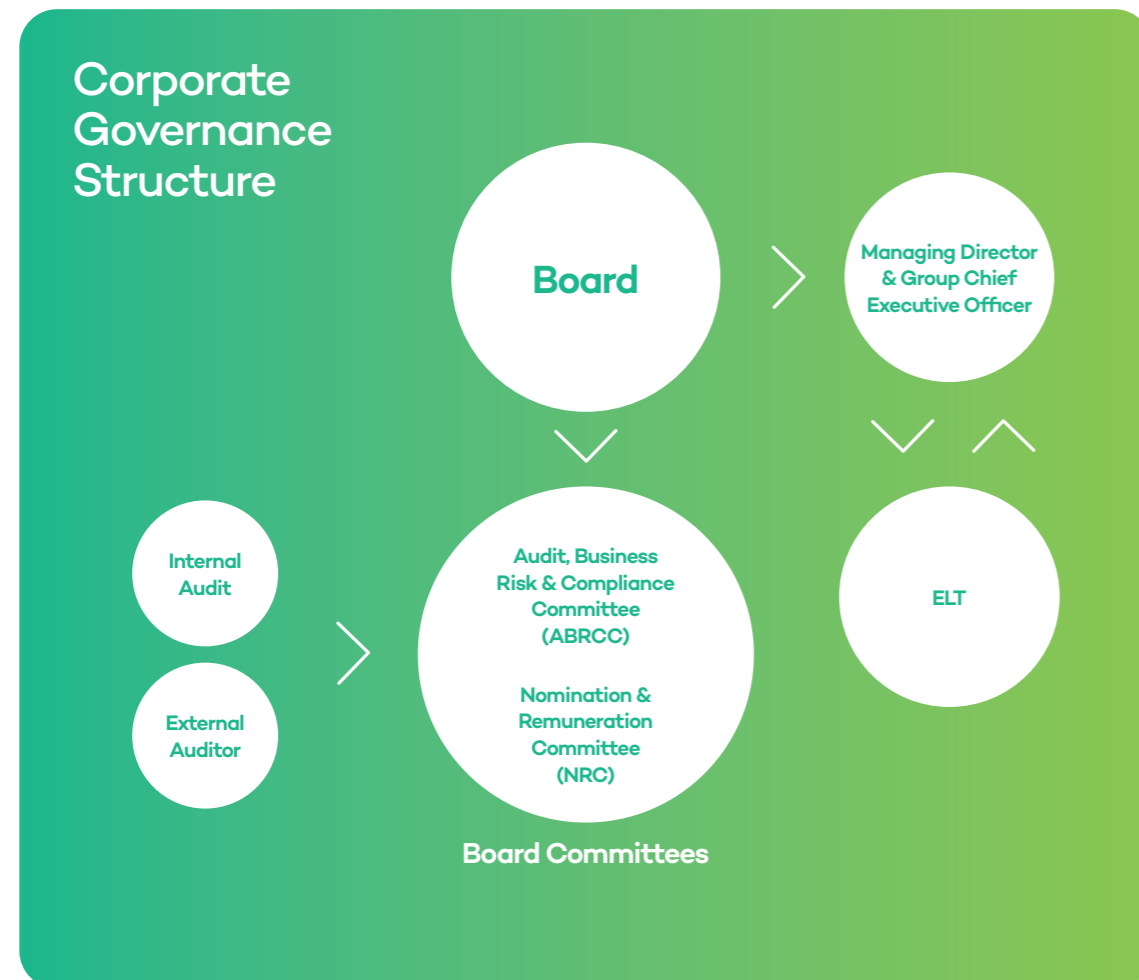 Corporate
Governance
Structure
Board
Managing Director
& Group Chief
Executive Officer
Internal
Audit
External
Auditor
Audit, Business
Risk & Compliance
Committee
(ABRCC)
Nomination &
Remuneration
Committee
(NRC)
ELT
Board Committees